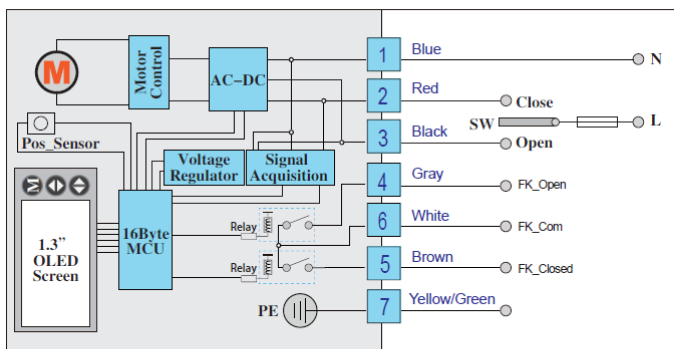 M
Motor
Control
AC-DC
Pos_Sensor
Voltage
Regulator
Signal
Acquisition
1.3"
OLED
Screen
16Byte
MCU
Relay
Relay
PE
1
Blue
N
2
Red
Close
SW
L
3
Black
Open
4
Gray
FK_Open
6
White
FK_Com
5
Brown
FK_Closed
7
Yellow/Green